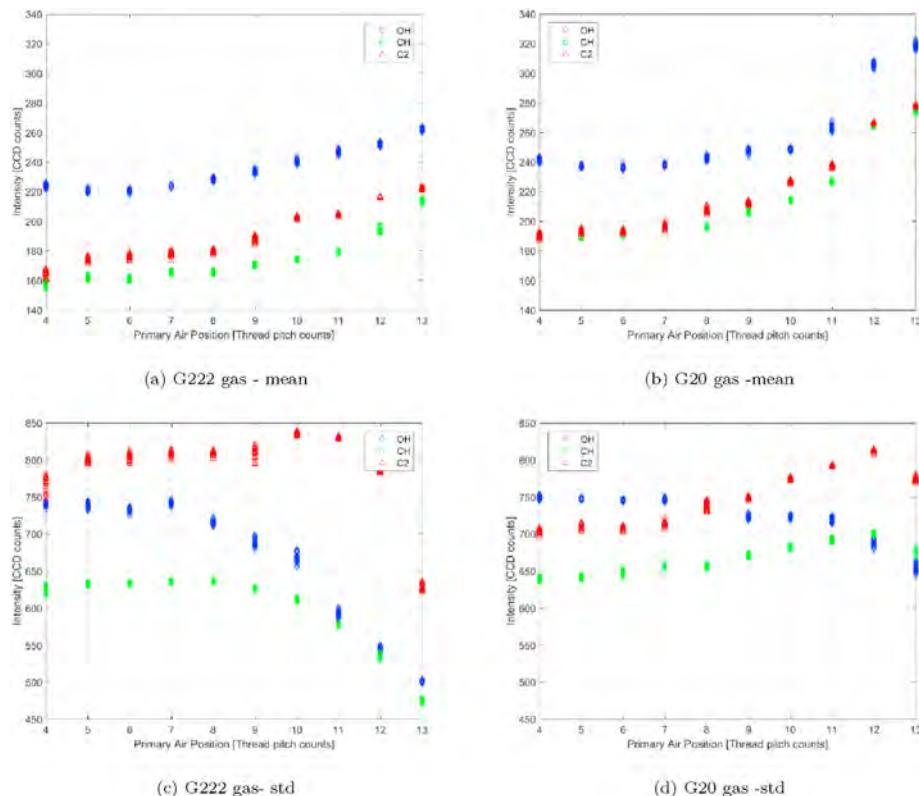 340
320
300
280
260
240
220
200
180
160
140
Intensity [CCD counts]
OH
CH
C2
4 5 6 7 8 9 10 11 12 13
Primary Air Position [Thread pitch counts]
(a) G222 gas - mean
340
320
300
280
260
240
220
200
180
160
140
Intensity [CCD counts]
OH
CH
C2
4 5 6 7 8 9 10 11 12 13
Primary Air Position [Thread pitch counts]
(b) G20 gas -mean
850
800
750
700
650
600
550
500
450
Intensity [CCD counts]
OH
CH
C2
4 5 6 7 8 9 10 11 12 13
Primary Air Position [Thread pitch counts]
(c) G222 gas- std
850
800
750
700
650
600
550
500
450
Intensity [CCD counts]
OH
CH
C2
4 5 6 7 8 9 10 11 12 13
Primary Air Position [Thread pitch counts]
(d) G20 gas -std